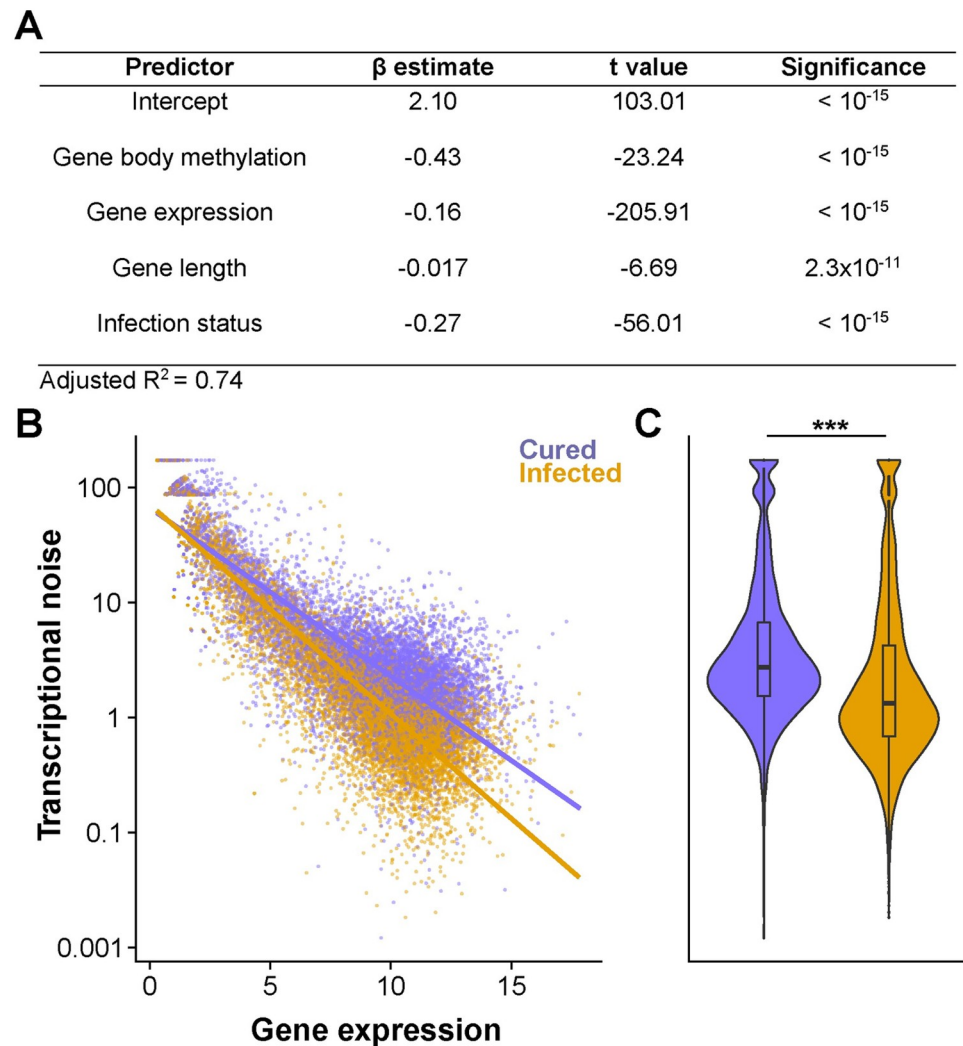 A
Predictor β estimate t value Significance
Intercept 2.10 103.01 < 10⁻¹⁵
Gene body methylation -0.43 -23.24 < 10⁻¹⁵
Gene expression -0.16 -205.91 < 10⁻¹⁵
Gene length -0.017 -6.69 2.3x10⁻¹¹
Infection status -0.27 -56.01 < 10⁻¹⁵
Adjusted R² = 0.74
B
Cured
Infected
Transcriptional noise
100
10
1
0.1
0.001
0 5 10 15
Gene expression
C
***